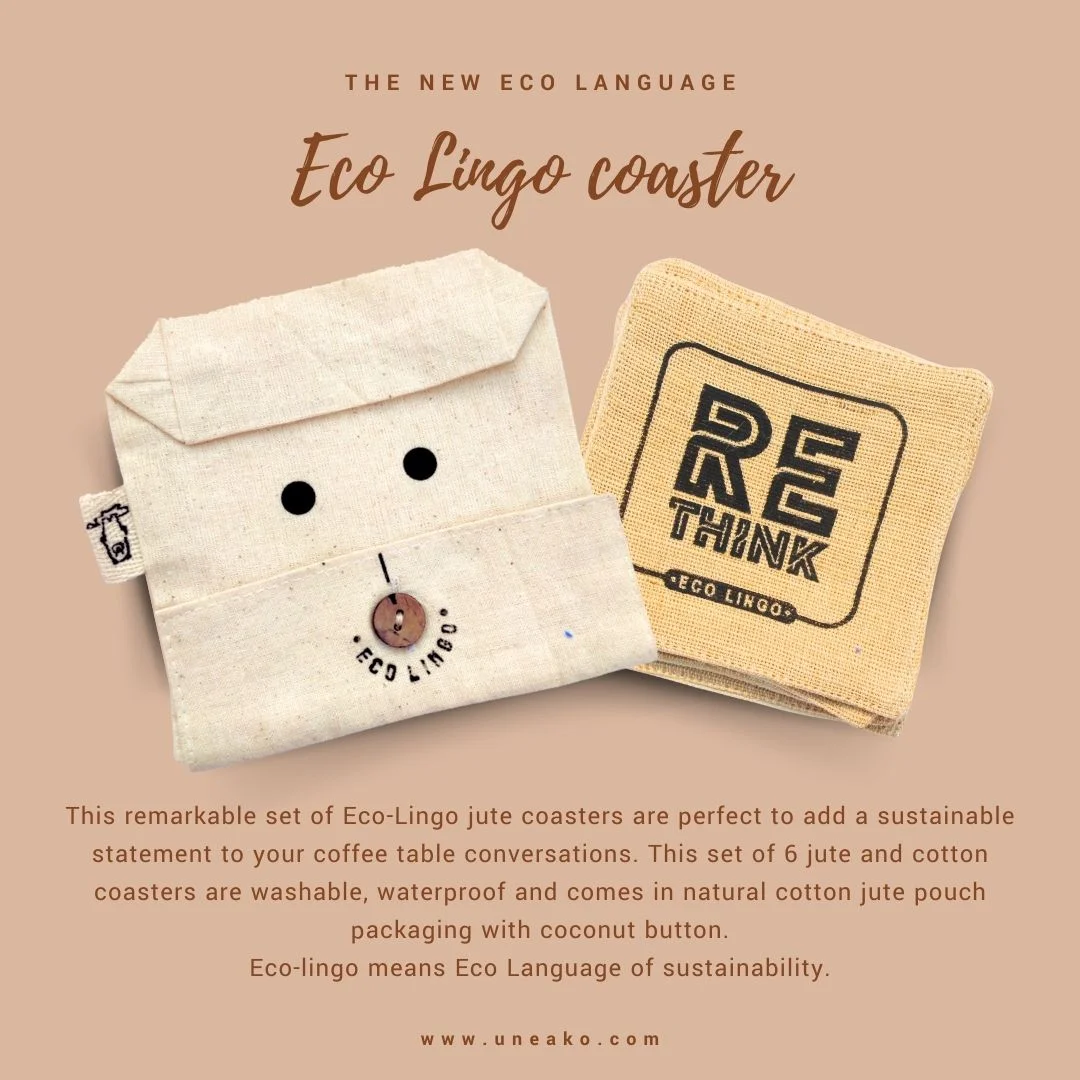 THE NEW ECO LANGUAGE
Eco Lingo coaster
RE
THINK
•ECO LINGO•
• ECO LINGO •
This remarkable set of Eco-Lingo jute coasters are perfect to add a sustainable
statement to your coffee table conversations. This set of 6 jute and cotton
coasters are washable, waterproof and comes in natural cotton jute pouch
packaging with coconut button.
Eco-lingo means Eco Language of sustainability.
www.uneako.com